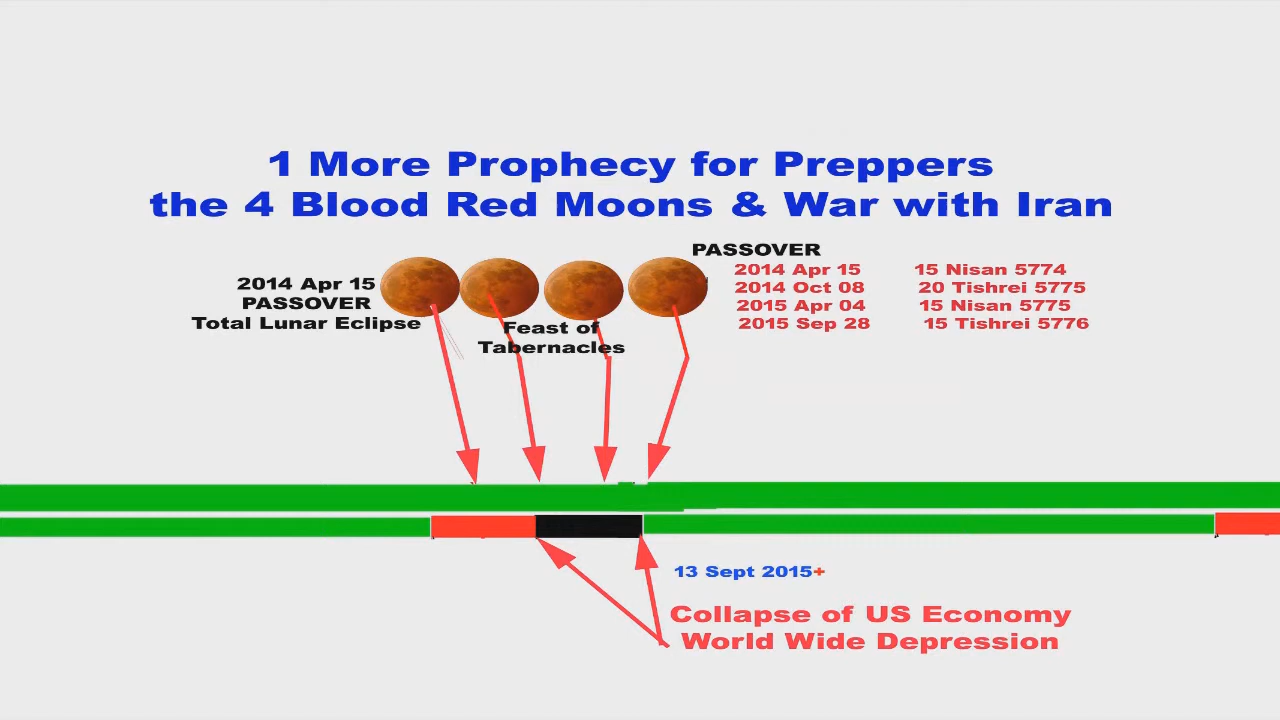 1 More Prophecy for Preppers
the 4 Blood Red Moons & War with Iran
PASSOVER
2014 Apr 15 15 Nisan 5774
2014 Oct 08 20 Tishrei 5775
2015 Apr 04 15 Nisan 5775
2015 Sep 28 15 Tishrei 5776
2014 Apr 15
PASSOVER
Total Lunar Eclipse
Feast of
Tabernacles
13 Sept 2015+
Collapse of US Economy
World Wide Depression